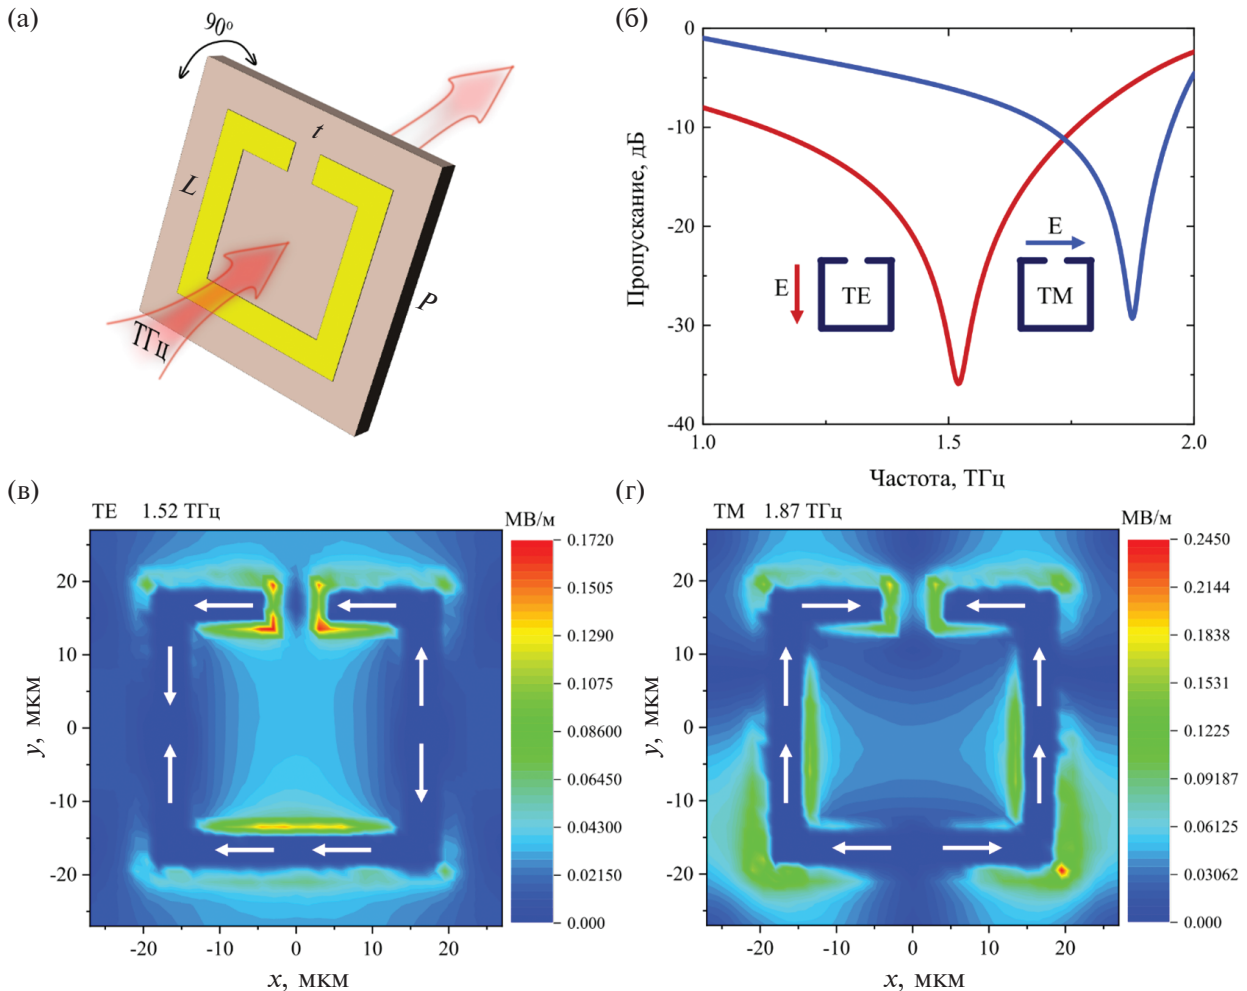 (а)
90º
t
L
P
ТГц
(б)
0
-10
-20
-30
-40
Пропускание, дБ
E
TE
E
TM
1.0
1.5
2.0
Частота, ТГц
(в)
TE 1.52 ТГц
МВ/м
0.1720
0.1505
0.1290
0.1075
0.08600
0.06450
0.04300
0.02150
0.000
20
10
0
-10
-20
y, мкм
-20
-10
0
10
20
x, мкм
(г)
TM 1.87 ТГц
МВ/м
0.2450
0.2144
0.1838
0.1531
0.1225
0.09187
0.06125
0.03062
0.000
20
10
0
-10
-20
y, мкм
-20
-10
0
10
20
x, мкм